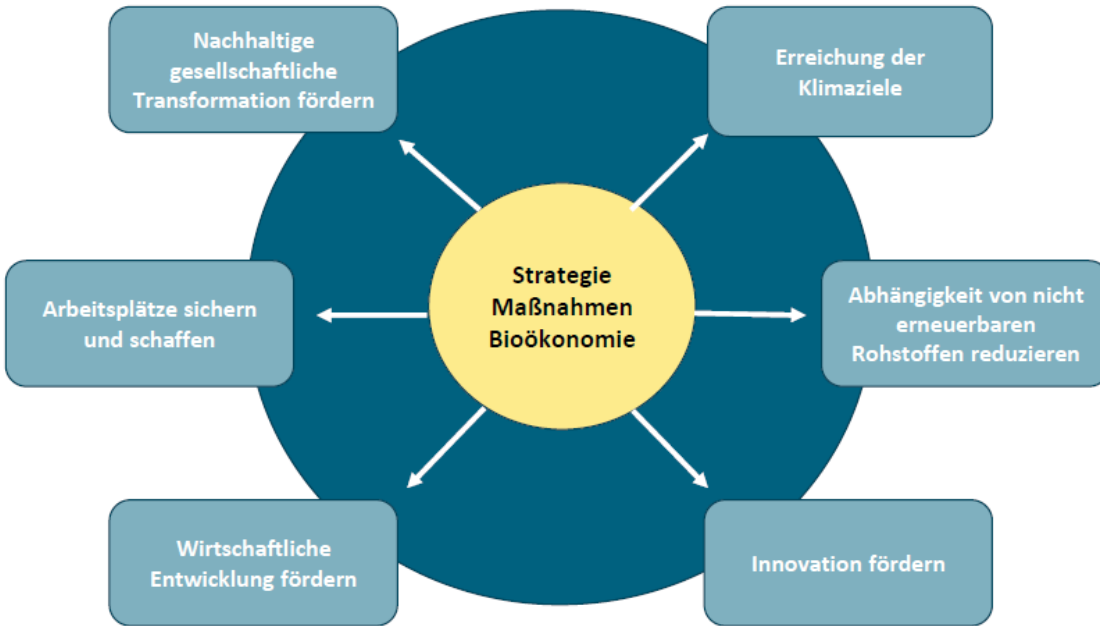 Nachhaltige
gesellschaftliche
Transformation fördern
Erreichung der
Klimaziele
Arbeitsplätze sichern
und schaffen
Strategie
Maßnahmen
Bioökonomie
Abhängigkeit von nicht
erneuerbaren
Rohstoffen reduzieren
Wirtschaftliche
Entwicklung fördern
Innovation fördern